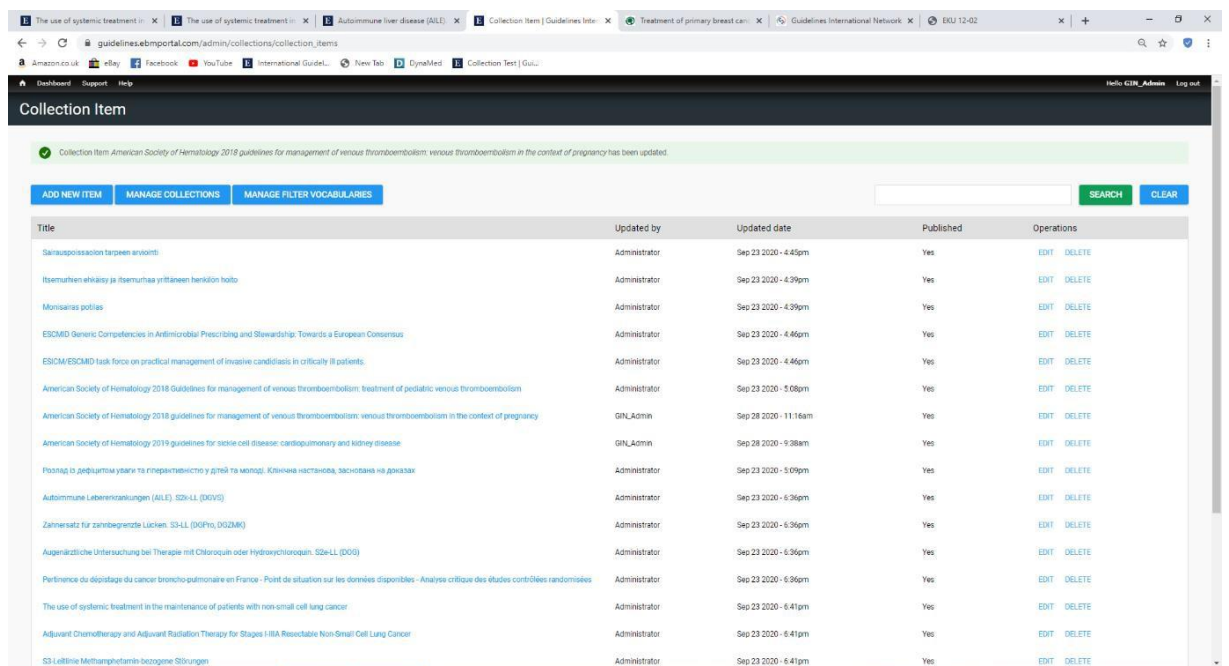 The use of systemic treatment in The use of systemic treatment in Autoimmune liver disease (AILE) Collection Item | Guidelines Inter Treatment of primary breast canc Guidelines International Network EKU 12-02
guidelines.ebmportal.com/admin/collections/collection_items
Amazon.co.uk eBay Facebook YouTube International Guidel... New Tab DynaMed Collection Test | Gui...
Dashboard Support Help Hello GIN_Admin Log out
Collection Item
Collection Item American Society of Hematology 2018 guidelines for management of venous thromboembolism: venous thromboembolism in the context of pregnancy has been updated.
ADD NEW ITEM MANAGE COLLECTIONS MANAGE FILTER VOCABULARIES SEARCH CLEAR
Title Updated by Updated date Published Operations
Sairauspoissaolon tarpeen arviointi Administrator Sep 23 2020 - 4:45pm Yes EDIT DELETE
Itsemurhien ehkäisy ja itsemurhaa yrittäneen henkilön hoito Administrator Sep 23 2020 - 4:39pm Yes EDIT DELETE
Monisairas potilas Administrator Sep 23 2020 - 4:39pm Yes EDIT DELETE
ESCMID Generic Competencies in Antimicrobial Prescribing and Stewardship: Towards a European Consensus Administrator Sep 23 2020 - 4:46pm Yes EDIT DELETE
ESICM/ESCMID task force on practical management of invasive candidiasis in critically ill patients. Administrator Sep 23 2020 - 4:46pm Yes EDIT DELETE
American Society of Hematology 2018 Guidelines for management of venous thromboembolism: treatment of pediatric venous thromboembolism Administrator Sep 23 2020 - 5:08pm Yes EDIT DELETE
American Society of Hematology 2018 guidelines for management of venous thromboembolism: venous thromboembolism in the context of pregnancy GIN_Admin Sep 28 2020 - 11:16am Yes EDIT DELETE
American Society of Hematology 2019 guidelines for sickle cell disease: cardiopulmonary and kidney disease GIN_Admin Sep 28 2020 - 9:38am Yes EDIT DELETE
Розлад із дефіцитом уваги та гіперактивністю у дітей та молоді. Клінічна настанова, заснована на доказах Administrator Sep 23 2020 - 5:09pm Yes EDIT DELETE
Autoimmune Lebererkrankungen (AILE). S2k-LL (DGVS) Administrator Sep 23 2020 - 6:36pm Yes EDIT DELETE
Zahnersatz für zahnbegrenzte Lücken. S3-LL (DGPro, DGZMK) Administrator Sep 23 2020 - 6:36pm Yes EDIT DELETE
Augenärztliche Untersuchung bei Therapie mit Chloroquin oder Hydroxychloroquin. S2e-LL (DOG) Administrator Sep 23 2020 - 6:36pm Yes EDIT DELETE
Pertinence du dépistage du cancer broncho-pulmonaire en France - Point de situation sur les données disponibles - Analyse critique des études contrôlées randomisées Administrator Sep 23 2020 - 6:36pm Yes EDIT DELETE
The use of systemic treatment in the maintenance of patients with non-small cell lung cancer Administrator Sep 23 2020 - 6:41pm Yes EDIT DELETE
Adjuvant Chemotherapy and Adjuvant Radiation Therapy for Stages I-IIIA Resectable Non-Small Cell Lung Cancer Administrator Sep 23 2020 - 6:41pm Yes EDIT DELETE
S3-Leitlinie Methamphetamin-bezogene Störungen Administrator Sep 23 2020 - 6:41pm Yes EDIT DELETE